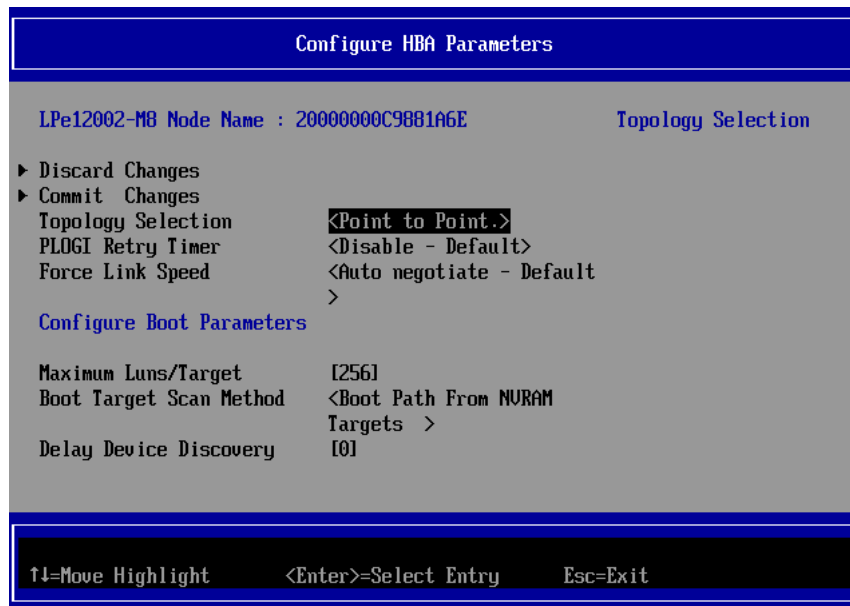 Configure HBA Parameters
LPe12002-M8 Node Name : 20000000C9881A6E Topology Selection
Discard Changes
Commit Changes
Topology Selection <Point to Point.>
PLOGI Retry Timer <Disable - Default>
Force Link Speed <Auto negotiate - Default
>
Configure Boot Parameters
Maximum Luns/Target [256]
Boot Target Scan Method <Boot Path From NVRAM
Targets >
Delay Device Discovery [0]
↑↓=Move Highlight <Enter>=Select Entry Esc=Exit